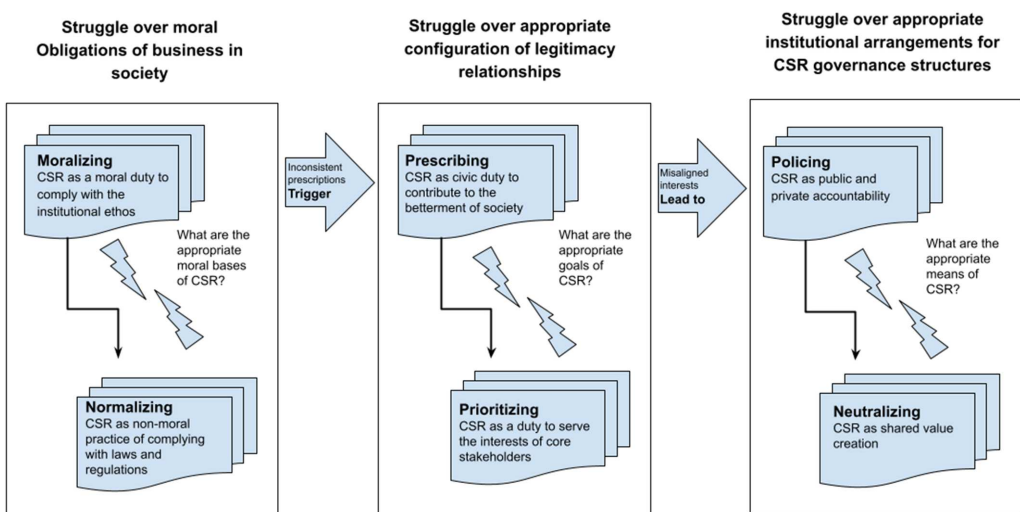 Struggle over moral
Obligations of business in
society
Moralizing
CSR as a moral duty to
comply with the
institutional ethos
What are the
appropriate
moral bases
of CSR?
Normalizing
CSR as non-moral
practice of complying
with laws and
regulations
Inconsistent
prescriptions
Trigger
Struggle over appropriate
configuration of legitimacy
relationships
Prescribing
CSR as civic duty to
contribute to the
betterment of society
What are the
appropriate
goals of
CSR?
Prioritizing
CSR as a duty to serve
the interests of core
stakeholders
Misaligned
interests
Lead to
Struggle over appropriate
institutional arrangements for
CSR governance structures
Policing
CSR as public and
private accountability
What are the
appropriate
means of
CSR?
Neutralizing
CSR as shared value
creation